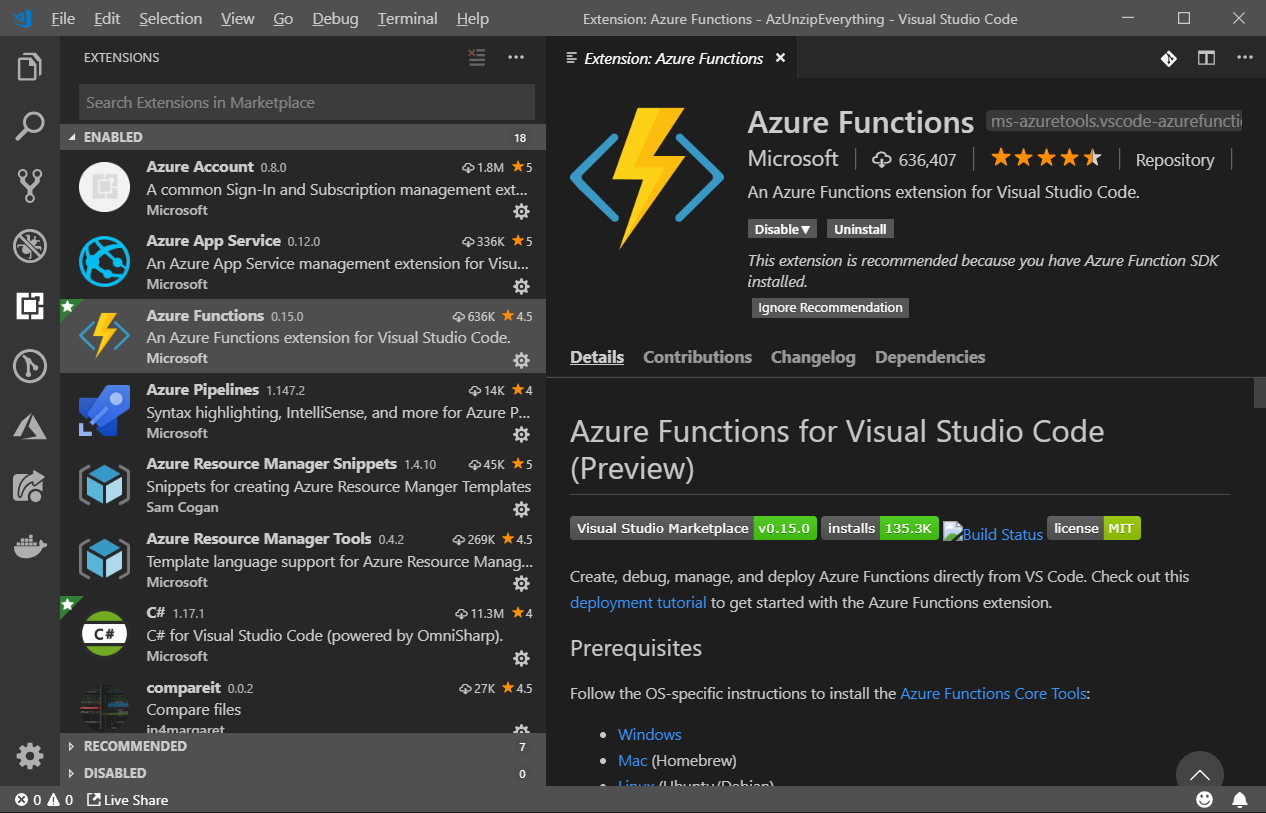 File Edit Selection View Go Debug Terminal Help
Extension: Azure Functions - AzUnzipEverything - Visual Studio Code
EXTENSIONS
Search Extensions in Marketplace
ENABLED 18
Azure Account 0.8.0 1.8M 5
A common Sign-In and Subscription management ext...
Microsoft
Azure App Service 0.12.0 336K 5
An Azure App Service management extension for Visu...
Microsoft
Azure Functions 0.15.0 636K 4.5
An Azure Functions extension for Visual Studio Code.
Microsoft
Azure Pipelines 1.147.2 14K 4
Syntax highlighting, IntelliSense, and more for Azure P...
Microsoft
Azure Resource Manager Snippets 1.4.10 45K 5
Snippets for creating Azure Resource Manger Templates
Sam Cogan
Azure Resource Manager Tools 0.4.2 269K 4.5
Template language support for Azure Resource Manag...
Microsoft
C# 1.17.1 11.3M 4
C#
C# for Visual Studio Code (powered by OmniSharp).
Microsoft
compareit 0.0.2 27K 4.5
Compare files
in4margaret
RECOMMENDED 7
DISABLED 0
Extension: Azure Functions
Azure Functions ms-azuretools.vscode-azurefuncti
Microsoft 636,407 Repository
An Azure Functions extension for Visual Studio Code.
Disable Uninstall
This extension is recommended because you have Azure Function SDK
installed.
Ignore Recommendation
Details Contributions Changelog Dependencies
Azure Functions for Visual Studio Code
(Preview)
Visual Studio Marketplace v0.15.0 installs 135.3K Build Status license MIT
Create, debug, manage, and deploy Azure Functions directly from VS Code. Check out this
deployment tutorial to get started with the Azure Functions extension.
Prerequisites
Follow the OS-specific instructions to install the Azure Functions Core Tools:
Windows
Mac (Homebrew)
Linux (Ubuntu/Debian)
0 0 Live Share